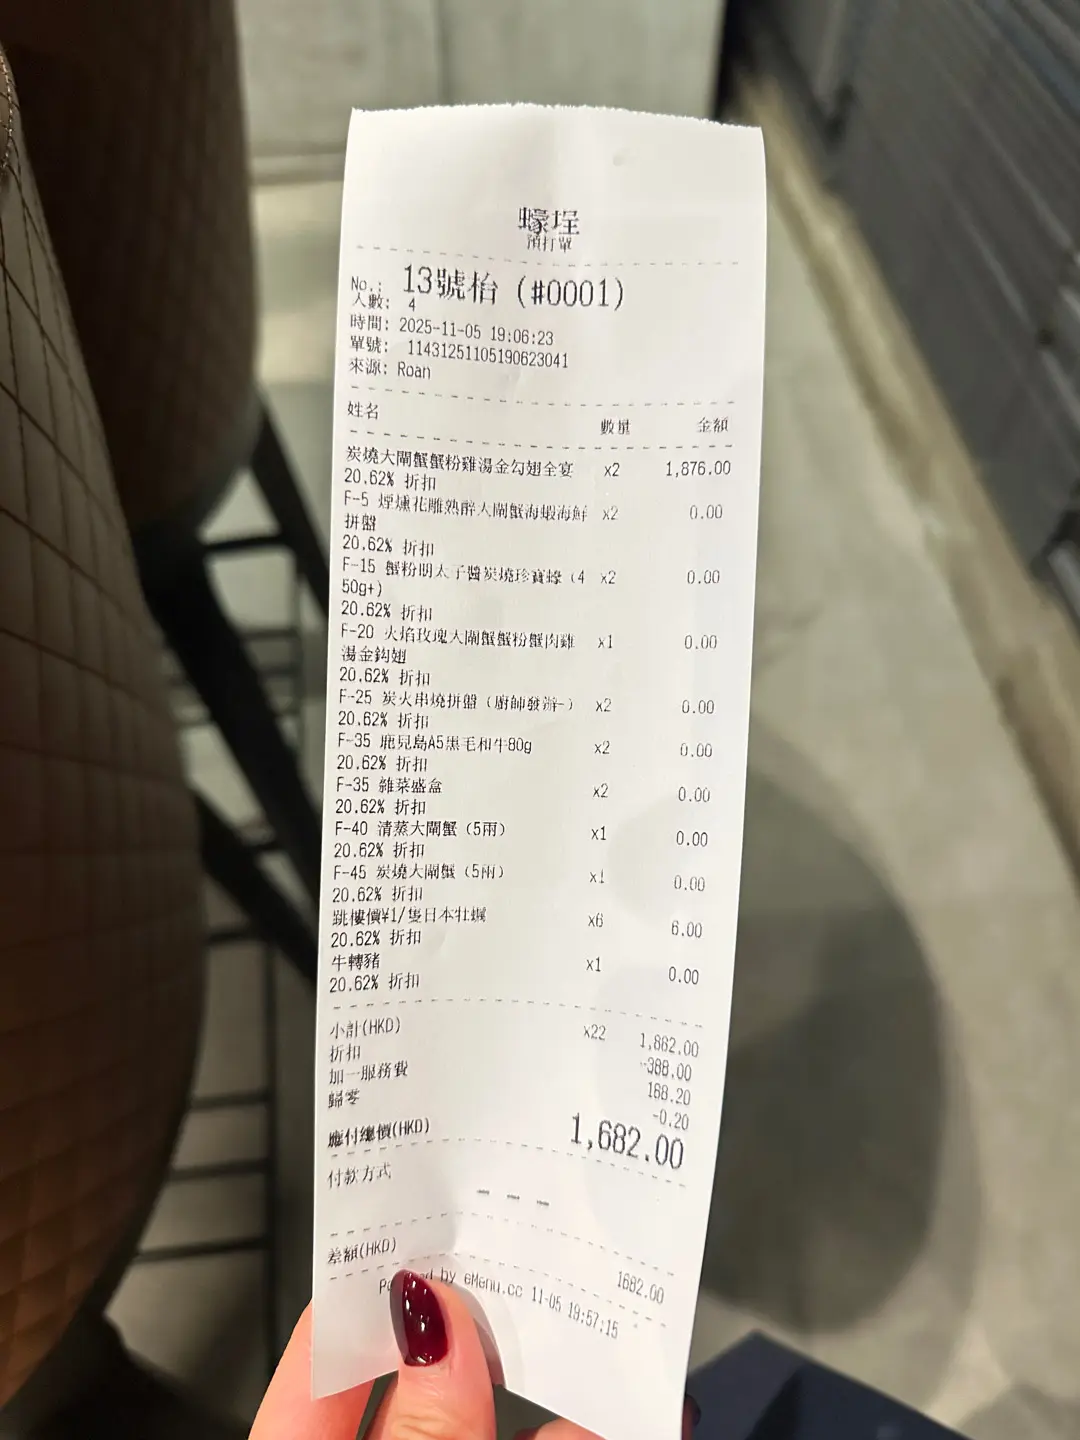 蠔埕
預打單
No.: 13號枱 (#0001)
人數: 4
時間: 2025-11-05 19:06:23
單號: 11431251105190623041
來源: Roan
姓名 數量 金額
炭燒大閘蟹蟹粉雞湯金勾翅全宴 x2 1,876.00
20.62% 折扣
F-5 煙燻花雕熟醉大閘蟹海蝦海鮮 x2 0.00
拼盤
20.62% 折扣
F-15 蟹粉明太子醬炭燒珍寶蠔（4 x2 0.00
50g+)
20.62% 折扣
F-20 火焰玫瑰大閘蟹蟹粉蟹肉雞 x1 0.00
湯金鈎翅
20.62% 折扣
F-25 炭火串燒拼盤（廚師發辦-） x2 0.00
20.62% 折扣
F-35 鹿兒島A5黑毛和牛80g x2 0.00
20.62% 折扣
F-35 雜菜盛盒 x2 0.00
20.62% 折扣
F-40 清蒸大閘蟹（5兩） x1 0.00
20.62% 折扣
F-45 炭燒大閘蟹（5兩） x1 0.00
20.62% 折扣
跳樓價¥1/隻日本牡蠣 x6 6.00
20.62% 折扣
牛轉豬 x1 0.00
20.62% 折扣
小計(HKD) x22 1,882.00
折扣 -388.00
加一服務費 188.20
歸零 -0.20
應付總價(HKD) 1,682.00
付款方式
---
差額(HKD) 1682.00
by eMenu.cc 11-05 19:57:15